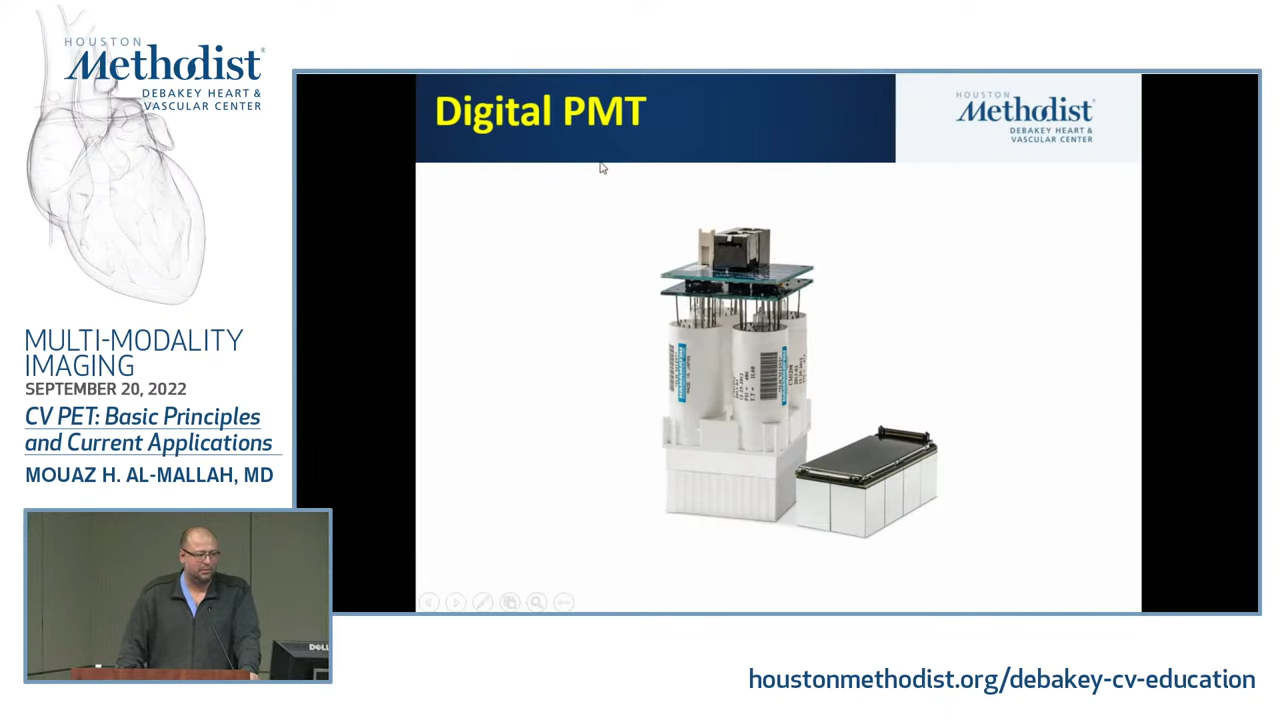 HOUSTON
Methodist
DEBAKEY HEART &
VASCULAR CENTER
MULTI-MODALITY
IMAGING
SEPTEMBER 20, 2022
CV PET: Basic Principles
and Current Applications
MOUAZ H. AL-MALLAH, MD
Digital PMT
HOUSTON
Methodist
DEBAKEY HEART &
VASCULAR CENTER
DELL
houstonmethodist.org/debakey-cv-education